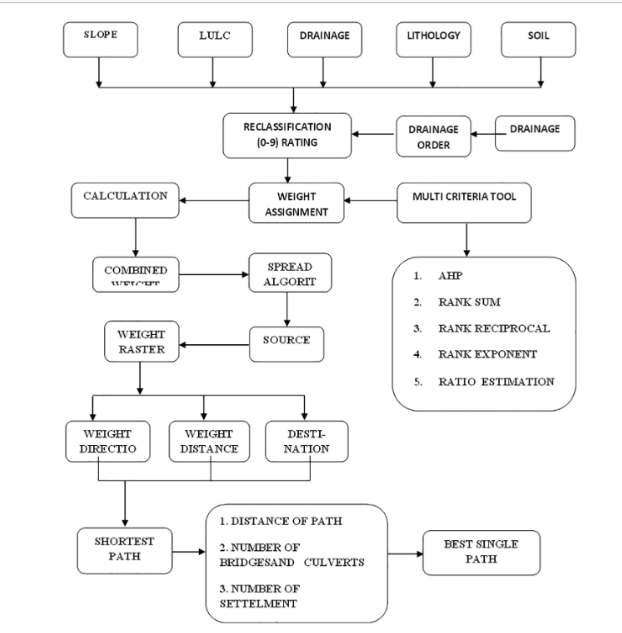 SLOPE
LULC
DRAINAGE
LITHOLOGY
SOIL
RECLASSIFICATION
(0-9) RATING
DRAINAGE
ORDER
DRAINAGE
CALCULATION
WEIGHT
ASSIGNMENT
MULTI CRITERIA TOOL
COMBINED
WEIGHT
SPREAD
ALGORIT
1. AHP
2. RANK SUM
3. RANK RECIPROCAL
4. RANK EXPONENT
5. RATIO ESTIMATION
WEIGHT
RASTER
SOURCE
WEIGHT
DIRECTIO
WEIGHT
DISTANCE
DESTI-
NATION
SHORTEST
PATH
1. DISTANCE OF PATH
2. NUMBER OF
BRIDGESAND CULVERTS
3. NUMBER OF
SETTELMENT
BEST SINGLE
PATH